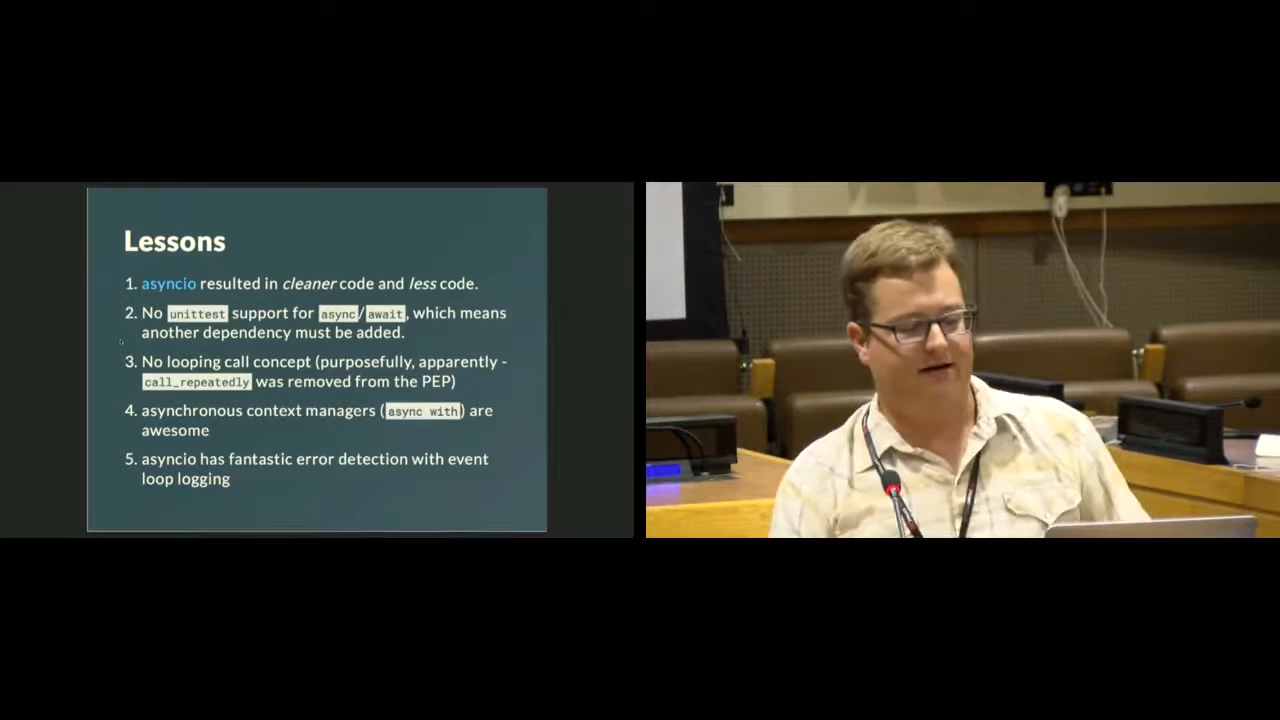 Lessons
1. asyncio resulted in cleaner code and less code.
2. No unittest support for async/await, which means
another dependency must be added.
3. No looping call concept (purposefully, apparently -
call_repeatedly was removed from the PEP)
4. asynchronous context managers (async with) are
awesome
5. asyncio has fantastic error detection with event
loop logging